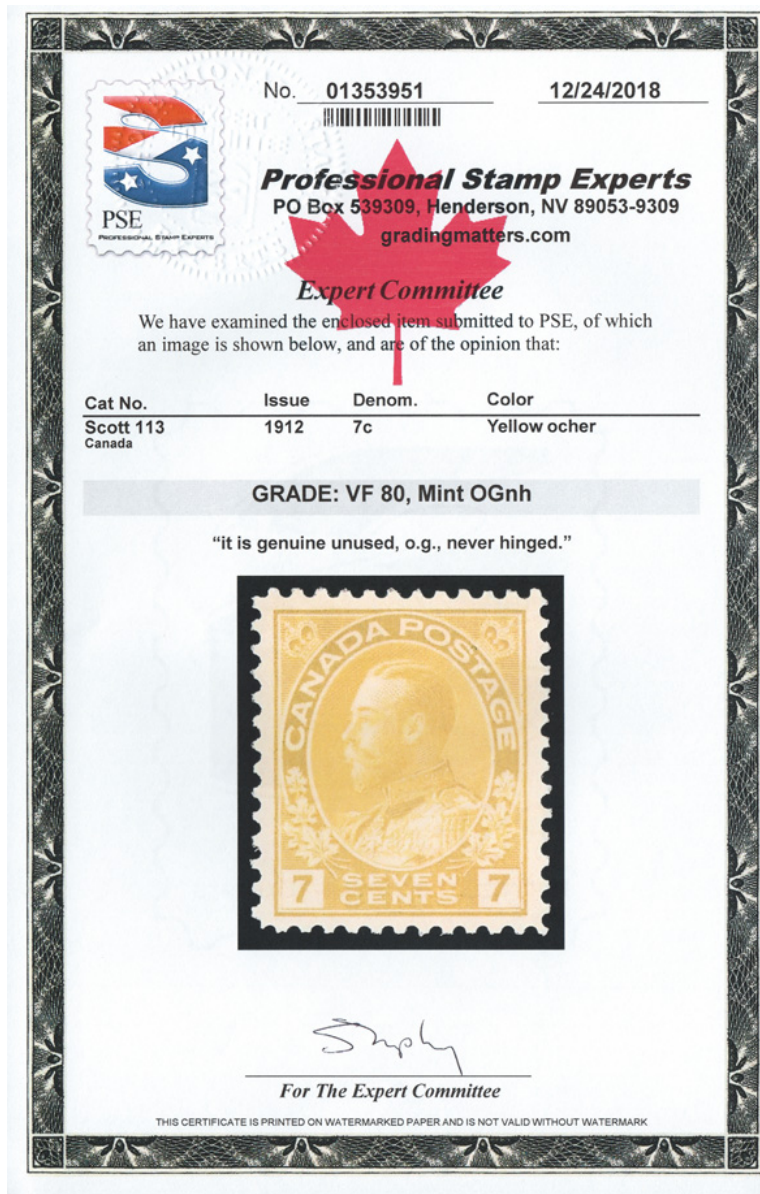 No. 01353951
12/24/2018
PSE
PROFESSIONAL STAMP EXPERTS
Professional Stamp Experts
PO Box 539309, Henderson, NV 89053-9309
gradingmatters.com
Expert Committee
We have examined the enclosed item submitted to PSE, of which
an image is shown below, and are of the opinion that:
Cat No. Issue Denom. Color
Scott 113 1912 7c Yellow ocher
Canada
GRADE: VF 80, Mint OGnh
“it is genuine unused, o.g., never hinged.”
CANADA POSTAGE
7 SEVEN 7
CENTS
For The Expert Committee
THIS CERTIFICATE IS PRINTED ON WATERMARKED PAPER AND IS NOT VALID WITHOUT WATERMARK